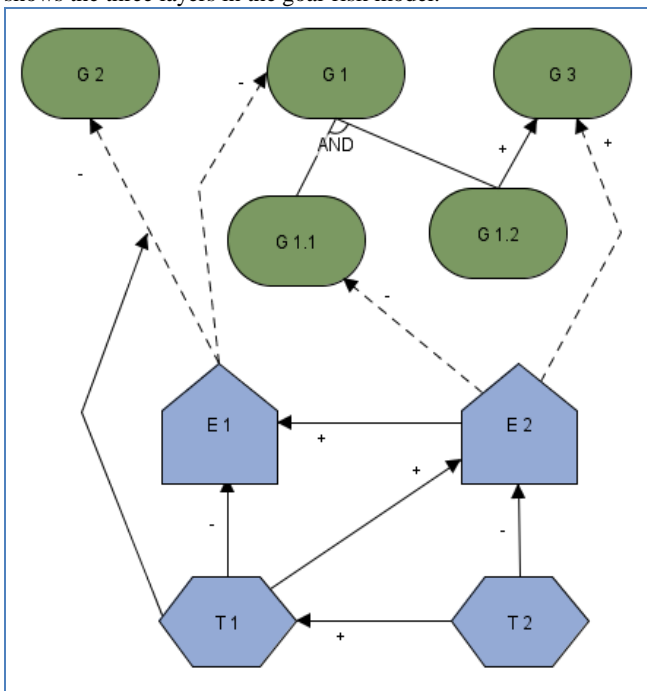 shows the three layers in the goal-risk model.
G 2
G 1
G 3
-
AND
+
+
-
G 1.1
G 1.2
-
E 1
E 2
+
+
-
-
T 1
T 2
+